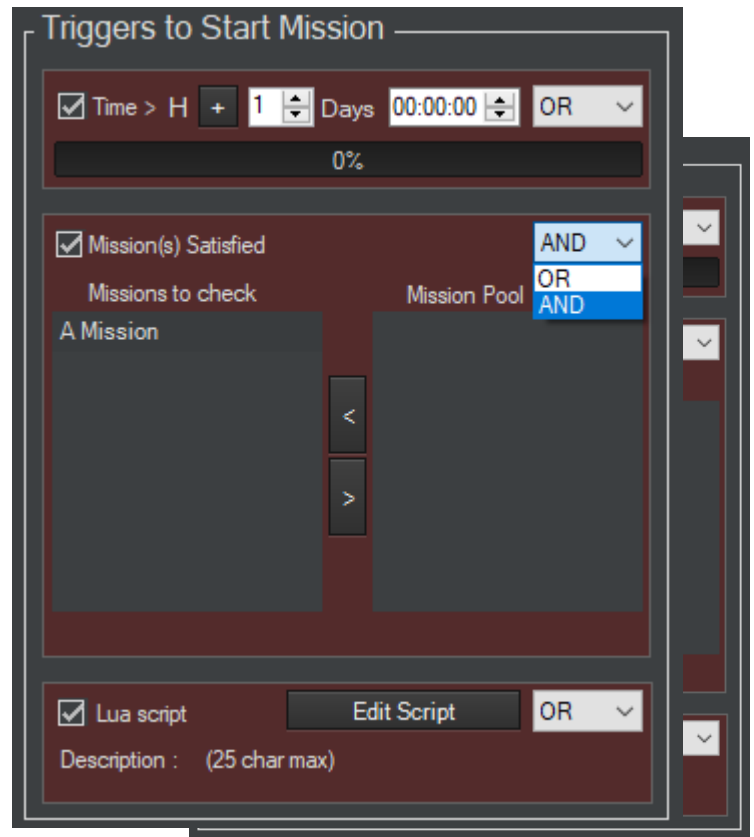 Triggers to Start Mission
Time > H + 1 Days 00:00:00 OR
0%
Mission(s) Satisfied AND
OR
AND
Missions to check Mission Pool
A Mission
<
>
Lua script Edit Script OR
Description : (25 char max)